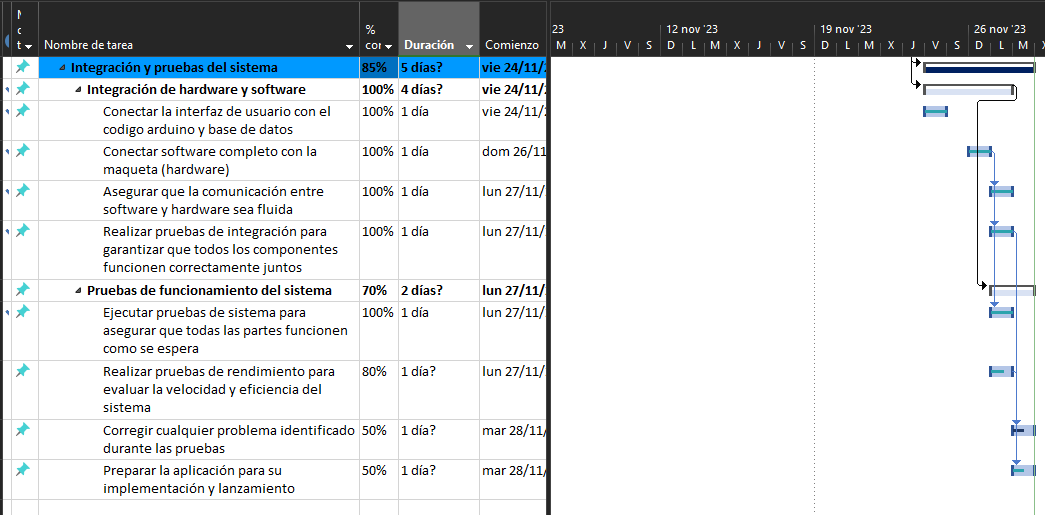 M
o
t
Nombre de tarea
%
cor
Duración
Comienzo
23
12 nov '23
19 nov '23
26 nov '23
M X J V S D L M X J V S D L M X J V S D L M
Integración y pruebas del sistema 85% 5 días? vie 24/11/2
Integración de hardware y software 100% 4 días? vie 24/11/2
Conectar la interfaz de usuario con el 100% 1 día vie 24/11/2
codigo arduino y base de datos
Conectar software completo con la 100% 1 día dom 26/11
maqueta (hardware)
Asegurar que la comunicación entre 100% 1 día lun 27/11/
software y hardware sea fluida
Realizar pruebas de integración para 100% 1 día lun 27/11/
garantizar que todos los componentes
funcionen correctamente juntos
Pruebas de funcionamiento del sistema 70% 2 días? lun 27/11/
Ejecutar pruebas de sistema para 100% 1 día lun 27/11/
asegurar que todas las partes funcionen
como se espera
Realizar pruebas de rendimiento para 80% 1 día? lun 27/11/
evaluar la velocidad y eficiencia del
sistema
Corregir cualquier problema identificado 50% 1 día? mar 28/11/
durante las pruebas
Preparar la aplicación para su 50% 1 día? mar 28/11/
implementación y lanzamiento